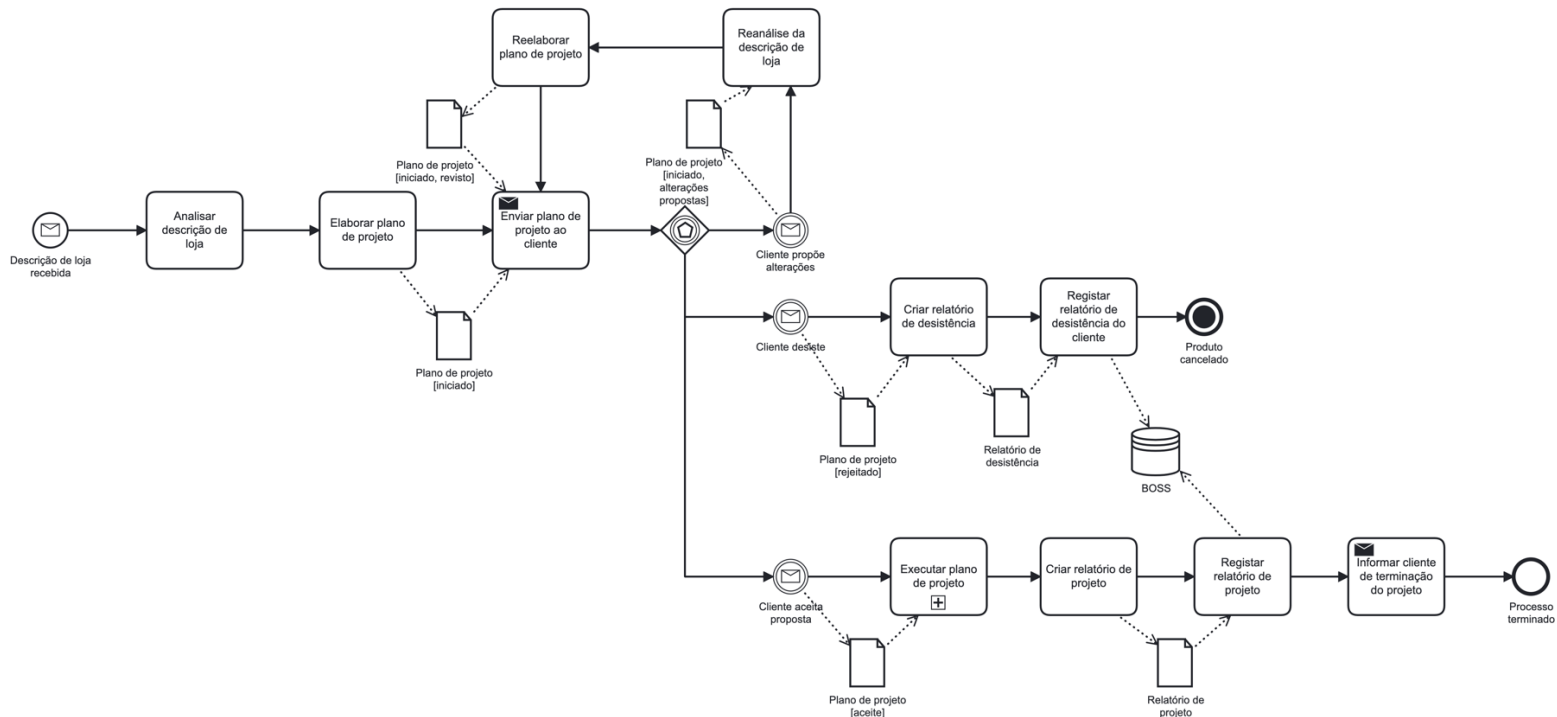 Reelaborar
plano de projeto
Reanálise da
descrição de
loja
Plano de projeto
[iniciado, revisto]
Plano de projeto
[iniciado,
alterações
propostas]
Descrição de loja
recebida
Analisar
descrição de
loja
Elaborar plano
de projeto
Enviar plano de
projeto ao
cliente
Cliente propõe
alterações
Plano de projeto
[iniciado]
Cliente desiste
Criar relatório
de desistência
Registar
relatório de
desistência do
cliente
Produto
cancelado
Plano de projeto
[rejeitado]
Relatório de
desistência
BOSS
Cliente aceita
proposta
Executar plano
de projeto
Criar relatório de
projeto
Registar
relatório de
projeto
Informar cliente
de terminação
do projeto
Processo
terminado
Plano de projeto
[aceite]
Relatório de
projeto